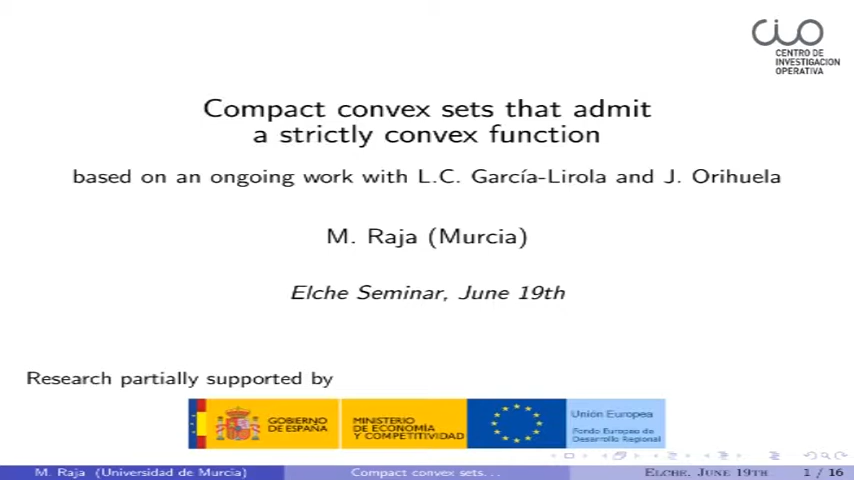 CIO
CENTRO DE
INVESTIGACION
OPERATIVA
Compact convex sets that admit
a strictly convex function
based on an ongoing work with L.C. García-Lirola and J. Orihuela
M. Raja (Murcia)
Elche Seminar, June 19th
Research partially supported by
GOBIERNO
DE ESPAÑA
MINISTERIO
DE ECONOMÍA
Y COMPETITIVIDAD
Unión Europea
Fondo Europeo de
Desarrollo Regional
M. Raja (Universidad de Murcia)
Compact convex sets...
Elche, June 19th
1 / 16